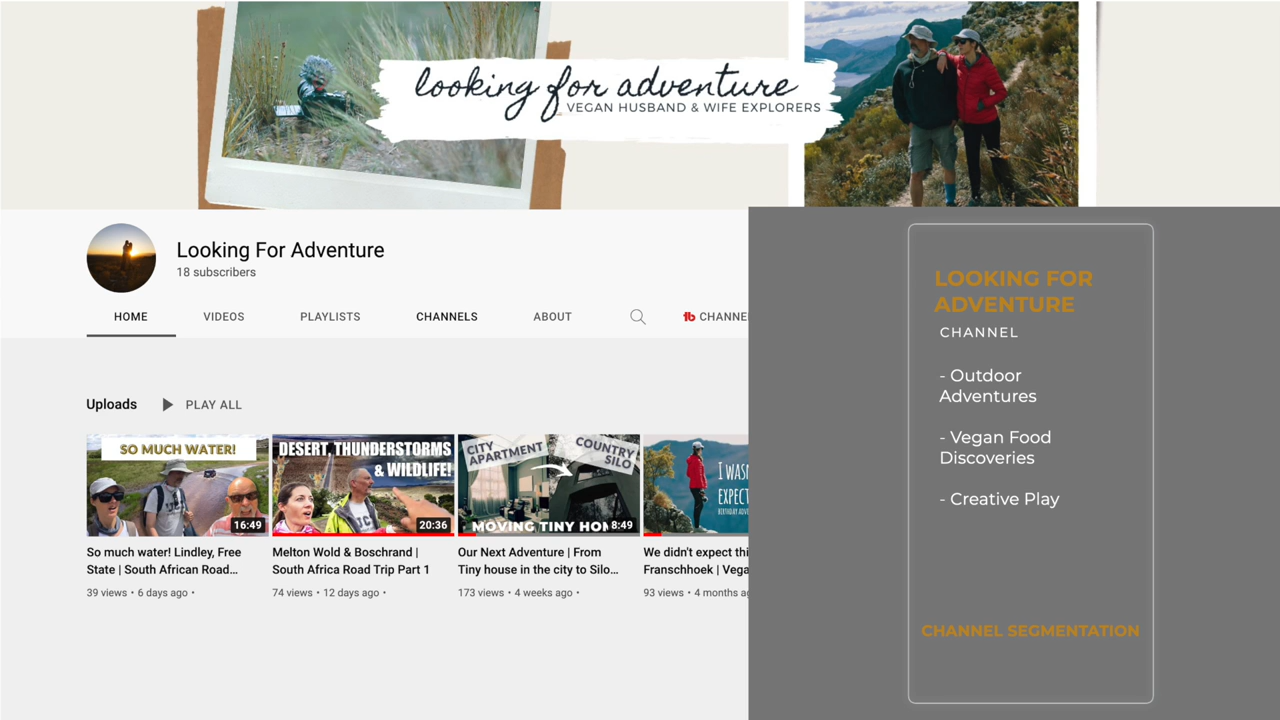 looking for adventure
VEGAN HUSBAND & WIFE EXPLORERS
Looking For Adventure
18 subscribers
HOME VIDEOS PLAYLISTS CHANNELS ABOUT CHANNE
Uploads PLAY ALL
SO MUCH WATER!
16:49
So much water! Lindley, Free
State | South African Road...
39 views • 6 days ago •
DESERT, THUNDERSTORMS
& WILDLIFE!
20:36
Melton Wold & Boschrand |
South Africa Road Trip Part 1
74 views • 12 days ago •
CITY
APARTMENT
COUNTRY
SILO
MOVING TINY HOM
8:49
Our Next Adventure | From
Tiny house in the city to Silo...
173 views • 4 weeks ago •
I WASN
EXPECT
BIRTHDAY ADV
We didn't expect thi
Franschhoek | Vega
93 views • 4 months ag
LOOKING FOR
ADVENTURE
CHANNEL
- Outdoor
Adventures
- Vegan Food
Discoveries
- Creative Play
CHANNEL SEGMENTATION